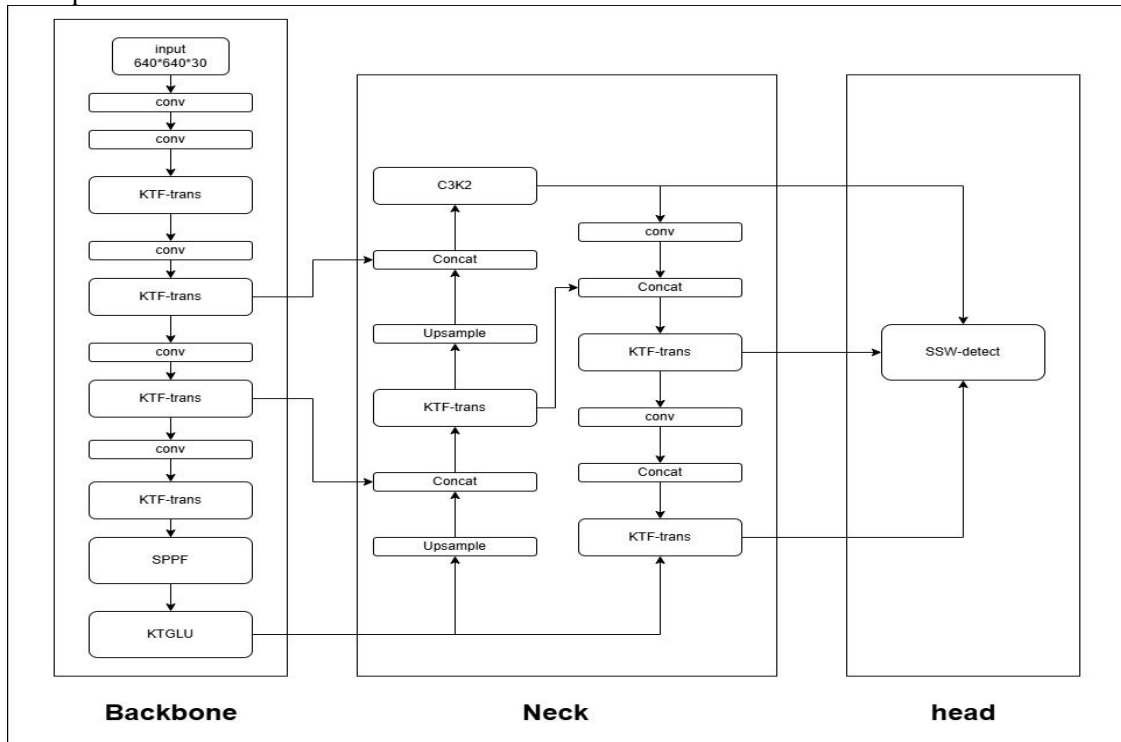 input
640*640*30
conv
conv
KTF-trans
conv
KTF-trans
conv
KTF-trans
conv
KTF-trans
SPPF
KTGLU
Backbone
C3K2
Concat
Upsample
KTF-trans
Concat
Upsample
conv
Concat
KTF-trans
conv
Concat
KTF-trans
Neck
SSW-detect
head